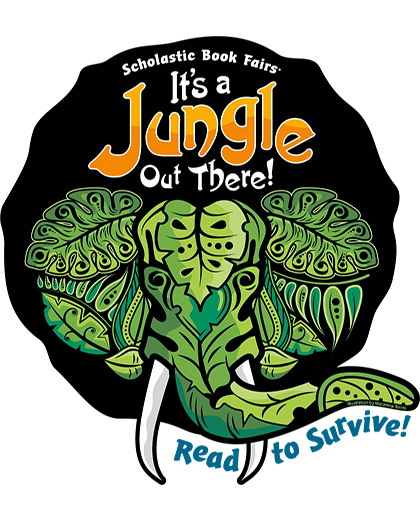 Scholastic Book Fairs®
It's a
Jungle
Out There!
Read to Survive!